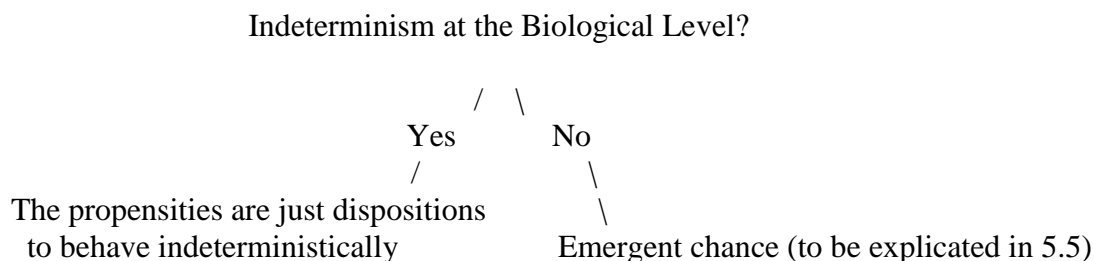 Indeterminism at the Biological Level?
/ \
Yes No
/ \
The propensities are just dispositions \
to behave indeterministically Emergent chance (to be explicated in 5.5)